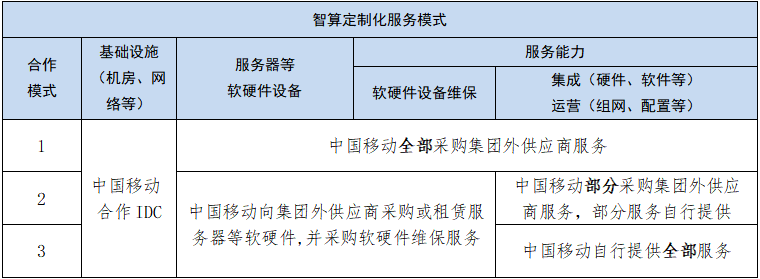 智算定制化服务模式
合作
模式
基础设施
（机房、网
络等）
服务器等
软硬件设备
服务能力
软硬件设备维保
集成（硬件、软件等）
运营（组网、配置等）
1
中国移动
合作 IDC
中国移动全部采购集团外供应商服务
2
中国移动向集团外供应商采购或租赁服
务器等软硬件,并采购软硬件维保服务
中国移动部分采购集团外供应
商服务，部分服务自行提供
3
中国移动自行提供全部服务